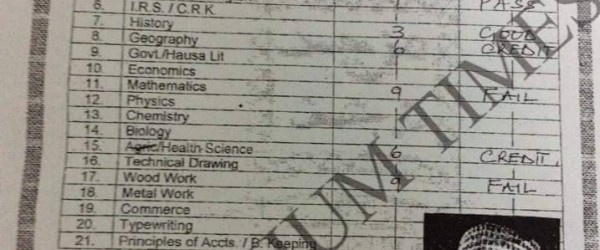 6. I.R.S. / C.R.K PASS
7. History
8. Geography 3 GOOD
9. Govt./Hausa Lit 6 CREDIT
10. Economics
11. Mathematics 9 FAIL
12. Physics
13. Chemistry
14. Biology
15. Agric/Health Science 6 CREDIT
16. Technical Drawing
17. Wood Work 9 FAIL
18. Metal Work
19. Commerce
20. Typewriting
21. Principles of Accts. / B. Keeping
UM TIMES